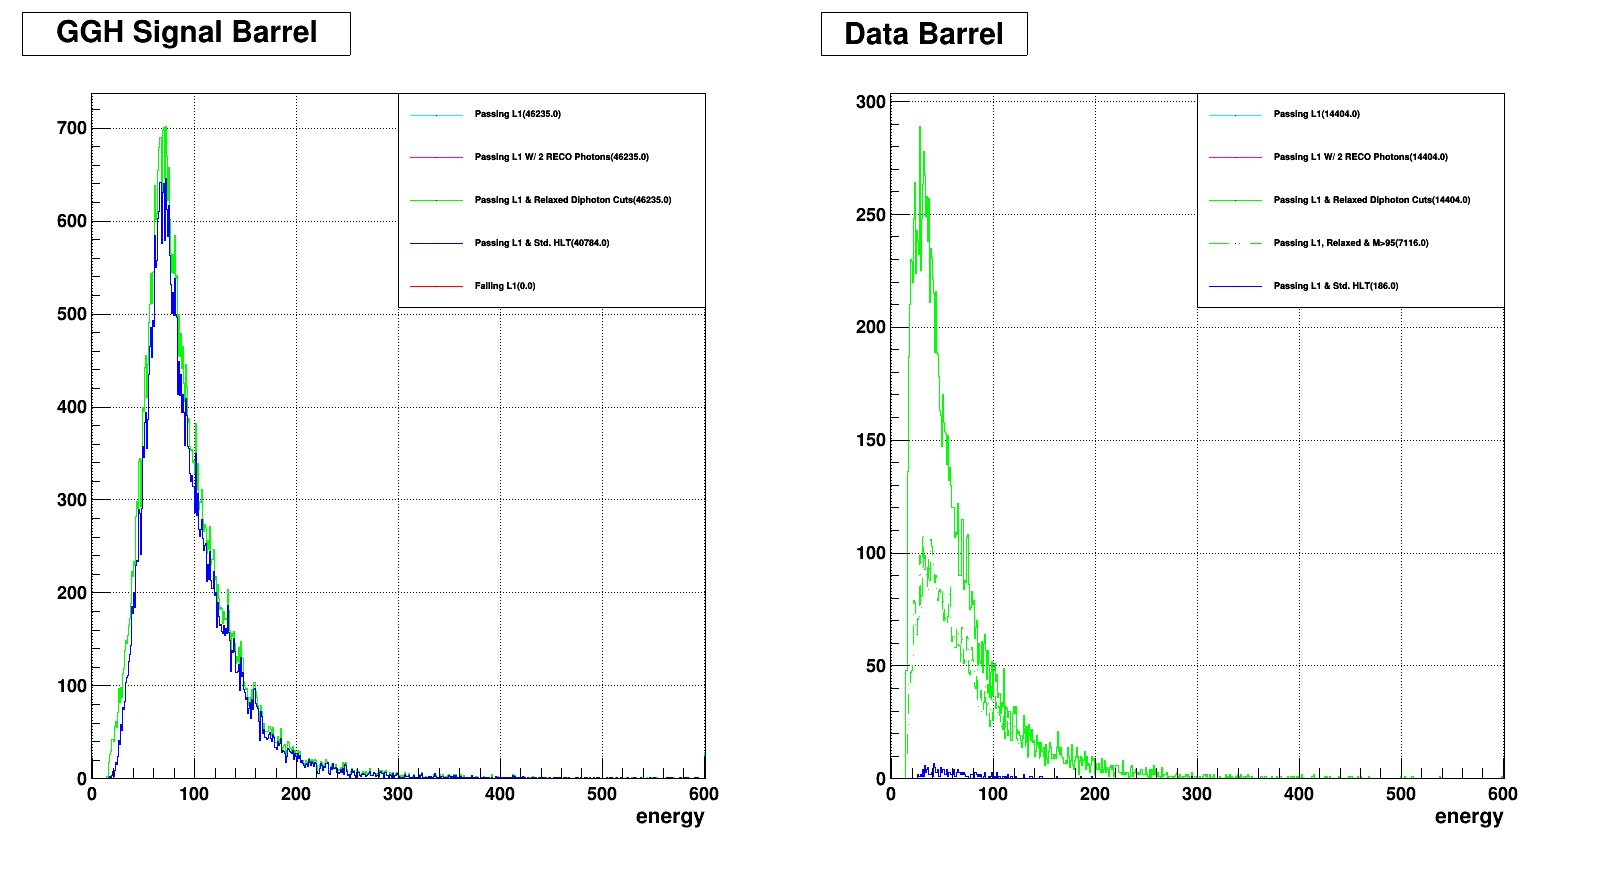 GGH Signal Barrel
Passing L1(46235.0)
Passing L1 W/ 2 RECO Photons(46235.0)
Passing L1 & Relaxed Diphoton Cuts(46235.0)
Passing L1 & Std. HLT(40784.0)
Failing L1(0.0)
700
600
500
400
300
200
100
0
0 100 200 300 400 500 600
energy
Data Barrel
Passing L1(14404.0)
Passing L1 W/ 2 RECO Photons(14404.0)
Passing L1 & Relaxed Diphoton Cuts(14404.0)
Passing L1, Relaxed & M>95(7116.0)
Passing L1 & Std. HLT(186.0)
300
250
200
150
100
50
0
0 100 200 300 400 500 600
energy